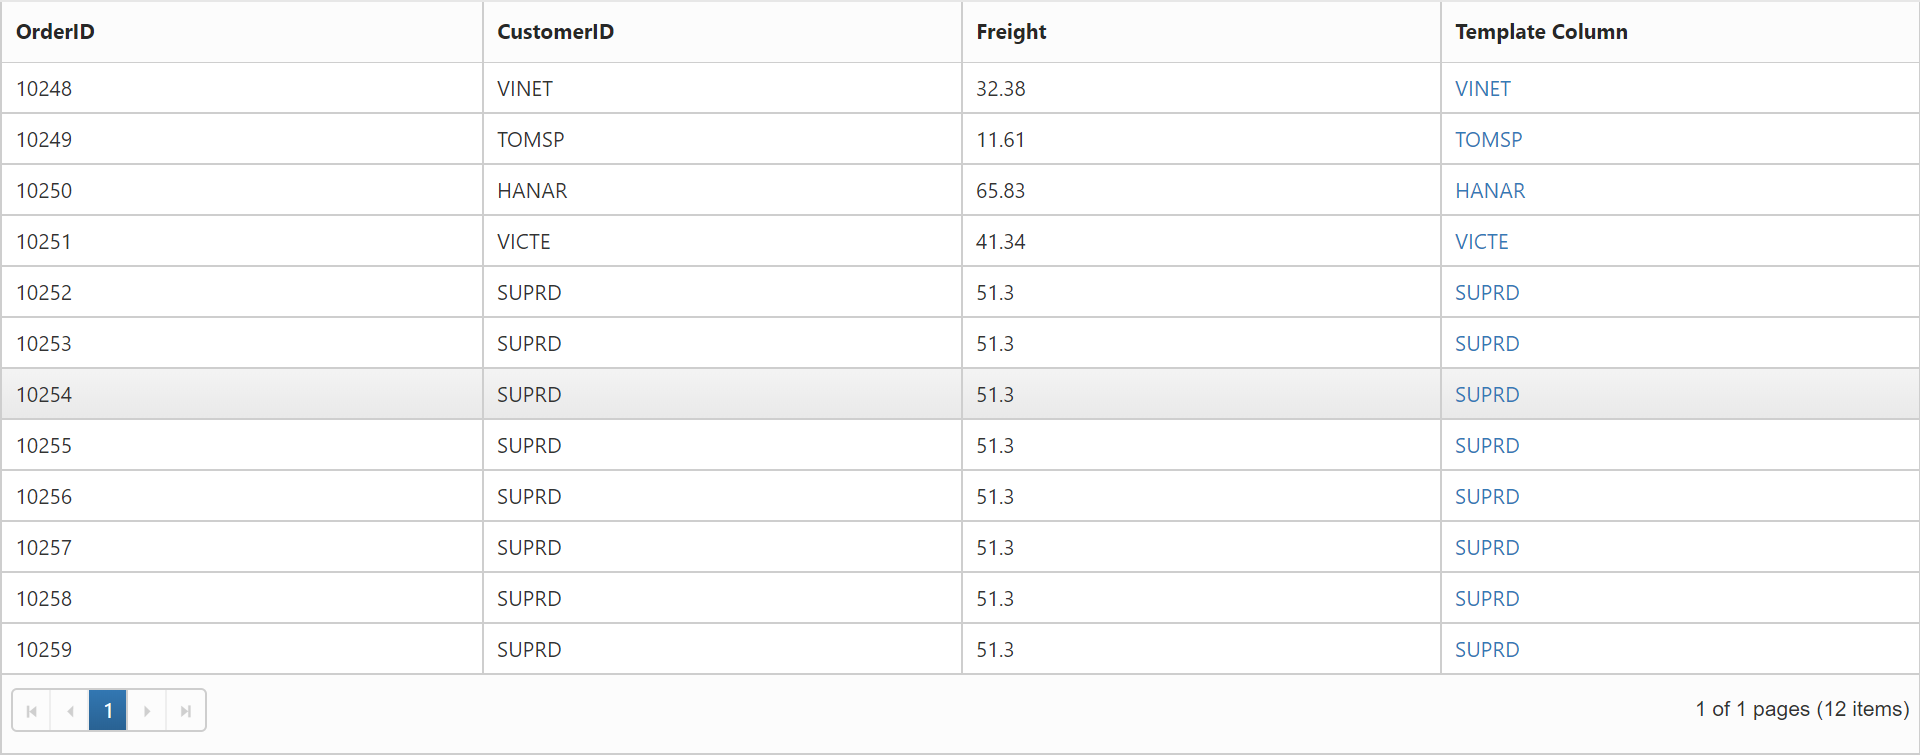 OrderID CustomerID Freight Template Column
10248 VINET 32.38 VINET
10249 TOMSP 11.61 TOMSP
10250 HANAR 65.83 HANAR
10251 VICTE 41.34 VICTE
10252 SUPRD 51.3 SUPRD
10253 SUPRD 51.3 SUPRD
10254 SUPRD 51.3 SUPRD
10255 SUPRD 51.3 SUPRD
10256 SUPRD 51.3 SUPRD
10257 SUPRD 51.3 SUPRD
10258 SUPRD 51.3 SUPRD
10259 SUPRD 51.3 SUPRD
1 1 of 1 pages (12 items)